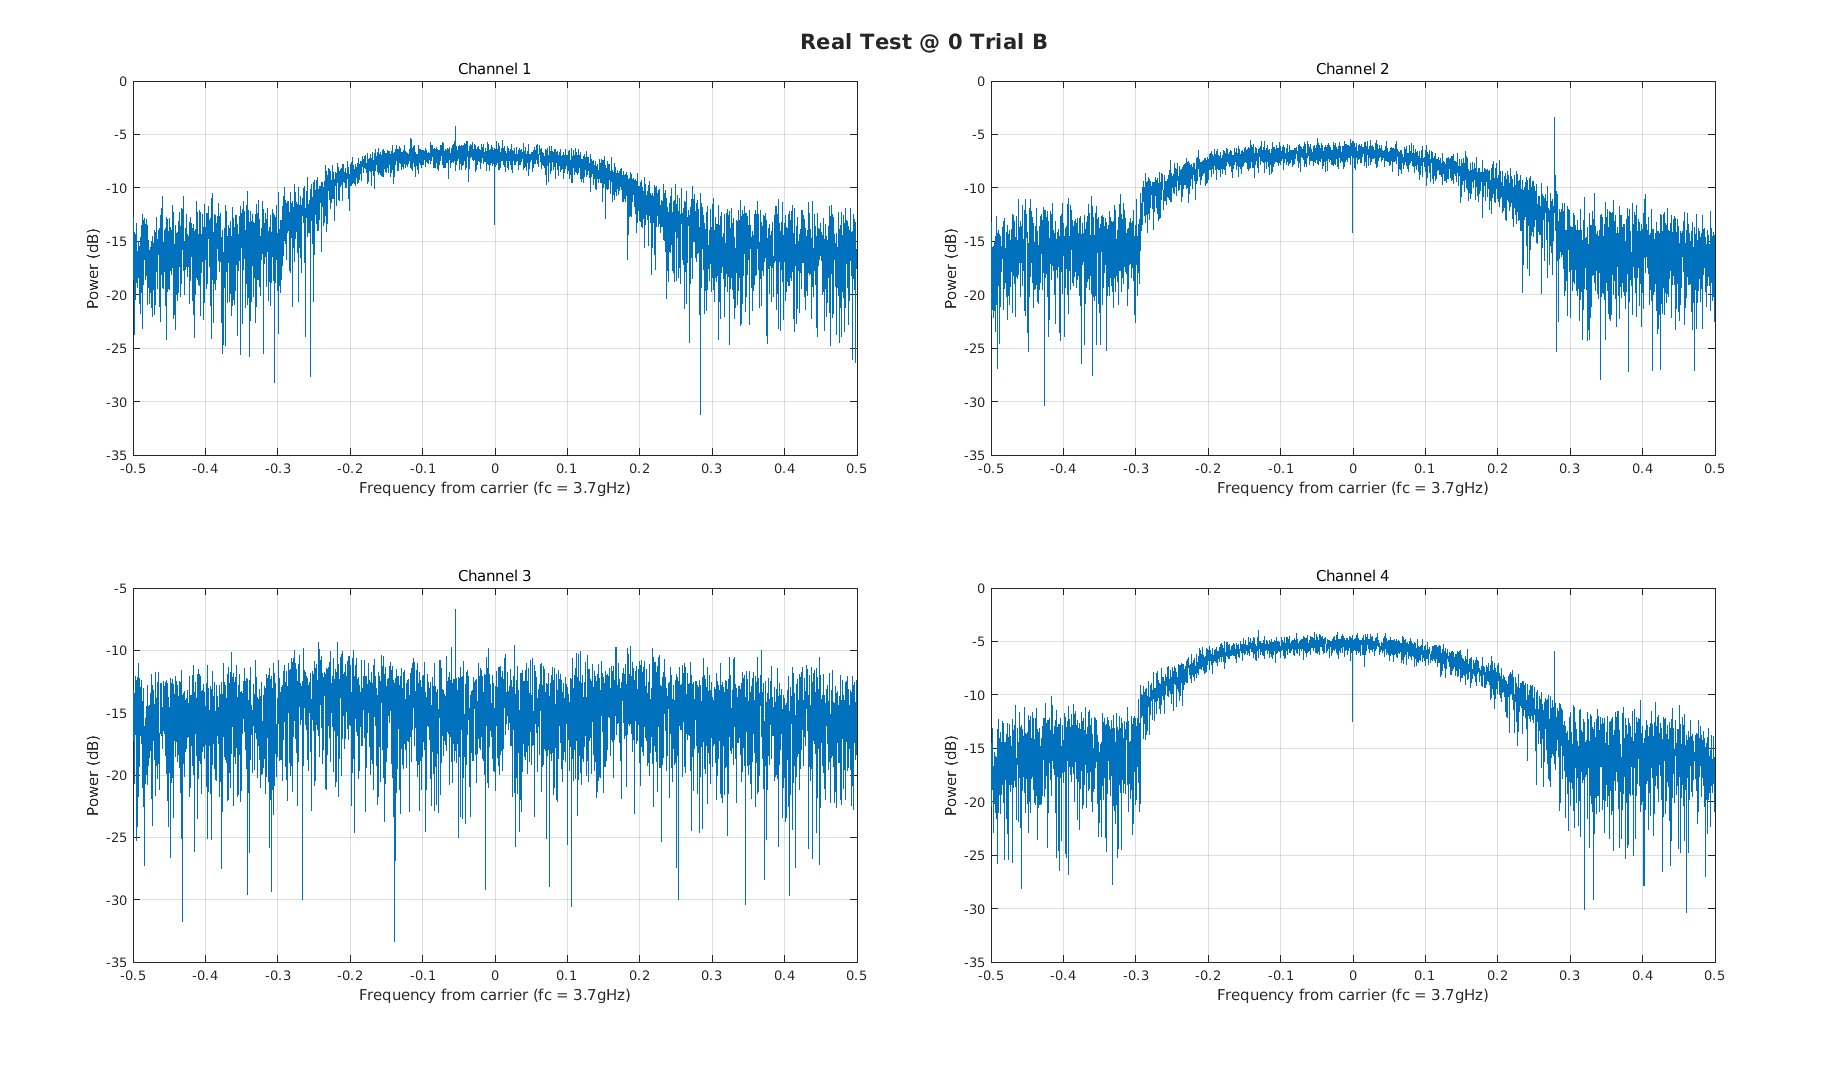 Real Test @ 0 Trial B
Channel 1
0
-5
-10
-15
-20
-25
-30
-35
Power (dB)
-0.5 -0.4 -0.3 -0.2 -0.1 0 0.1 0.2 0.3 0.4 0.5
Frequency from carrier (fc = 3.7gHz)
Channel 2
0
-5
-10
-15
-20
-25
-30
-35
Power (dB)
-0.5 -0.4 -0.3 -0.2 -0.1 0 0.1 0.2 0.3 0.4 0.5
Frequency from carrier (fc = 3.7gHz)
Channel 3
-5
-10
-15
-20
-25
-30
-35
Power (dB)
-0.5 -0.4 -0.3 -0.2 -0.1 0 0.1 0.2 0.3 0.4 0.5
Frequency from carrier (fc = 3.7gHz)
Channel 4
0
-5
-10
-15
-20
-25
-30
-35
Power (dB)
-0.5 -0.4 -0.3 -0.2 -0.1 0 0.1 0.2 0.3 0.4 0.5
Frequency from carrier (fc = 3.7gHz)